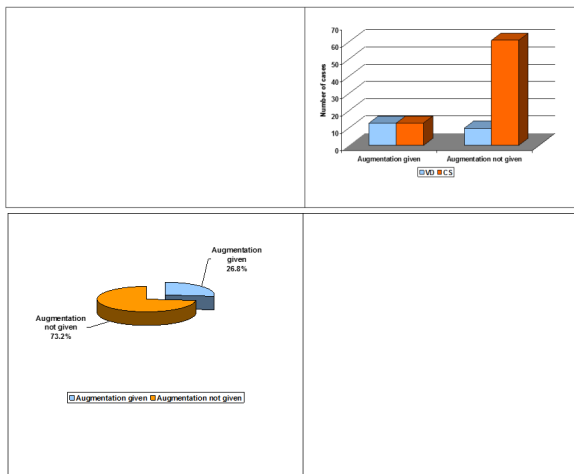 70
60
50
40
30
20
10
0
Number of cases
Augmentation given Augmentation not given
VD CS
Augmentation
given
26.8%
Augmentation
not given
73.2%
Augmentation given Augmentation not given